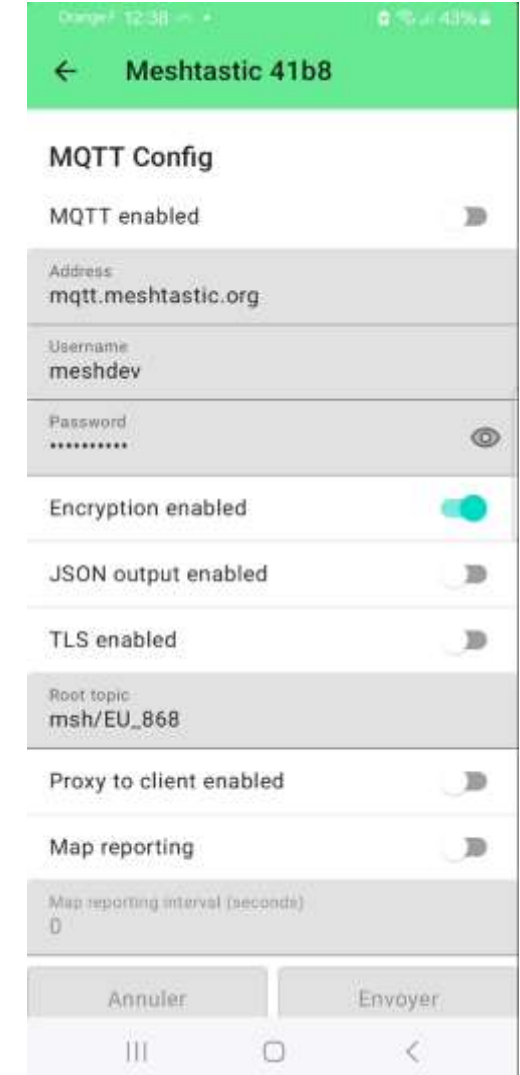 Orange F 12:38
43%
Meshtastic 41b8
MQTT Config
MQTT enabled
Address
mqtt.meshtastic.org
Username
meshdev
Password
••••••••••
Encryption enabled
JSON output enabled
TLS enabled
Root topic
msh/EU_868
Proxy to client enabled
Map reporting
Map reporting interval (seconds)
0
Annuler
Envoyer